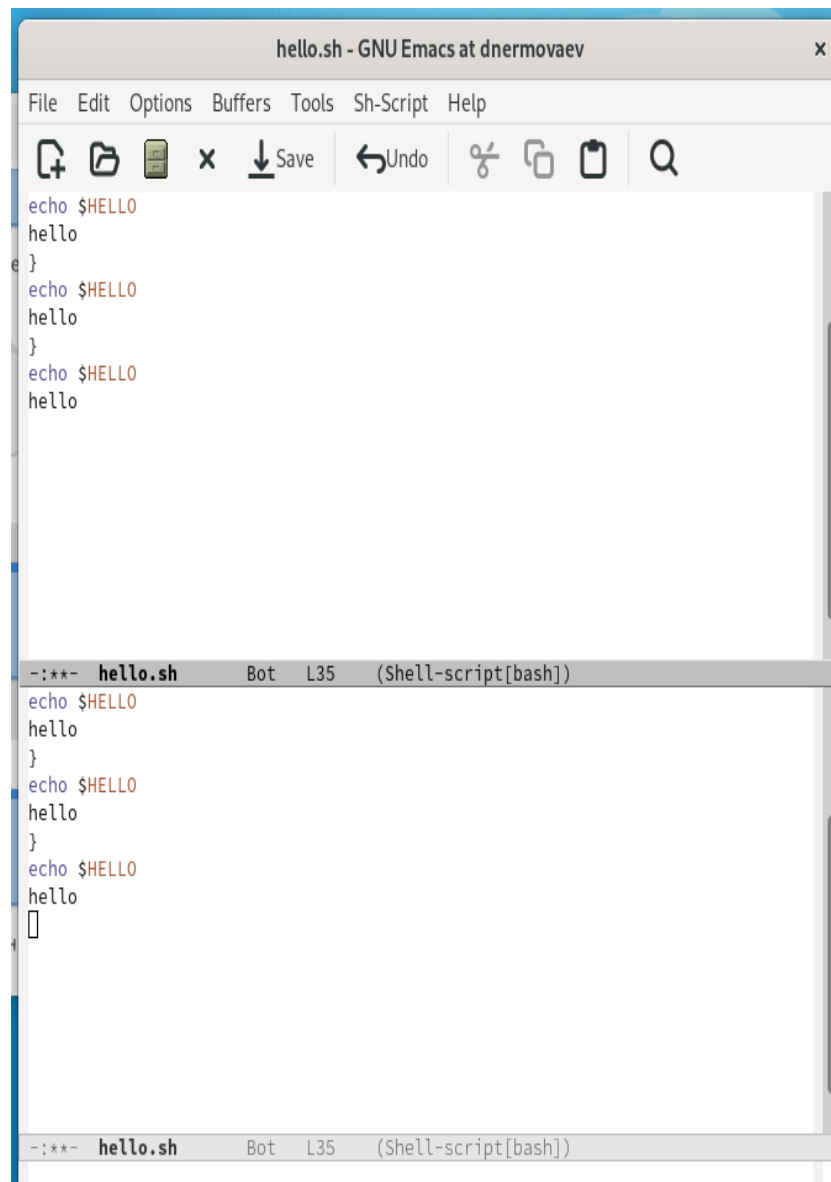 hello.sh - GNU Emacs at dnermovaev
File Edit Options Buffers Tools Sh-Script Help
Save Undo
echo $HELLO
hello
}
echo $HELLO
hello
}
echo $HELLO
hello
-:**- hello.sh Bot L35 (Shell-script[bash])
echo $HELLO
hello
}
echo $HELLO
hello
}
echo $HELLO
hello
-:**- hello.sh Bot L35 (Shell-script[bash])